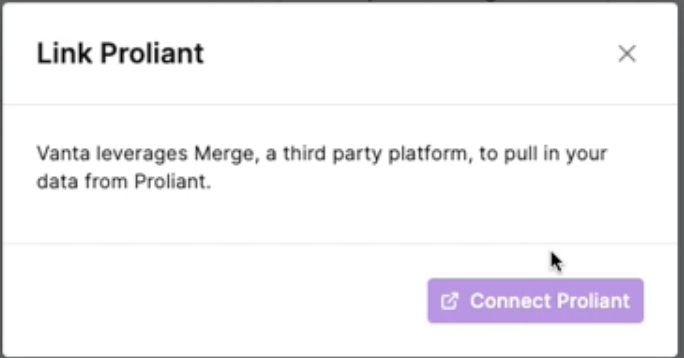 Link Proliant
Vanta leverages Merge, a third party platform, to pull in your
data from Proliant.
Connect Proliant